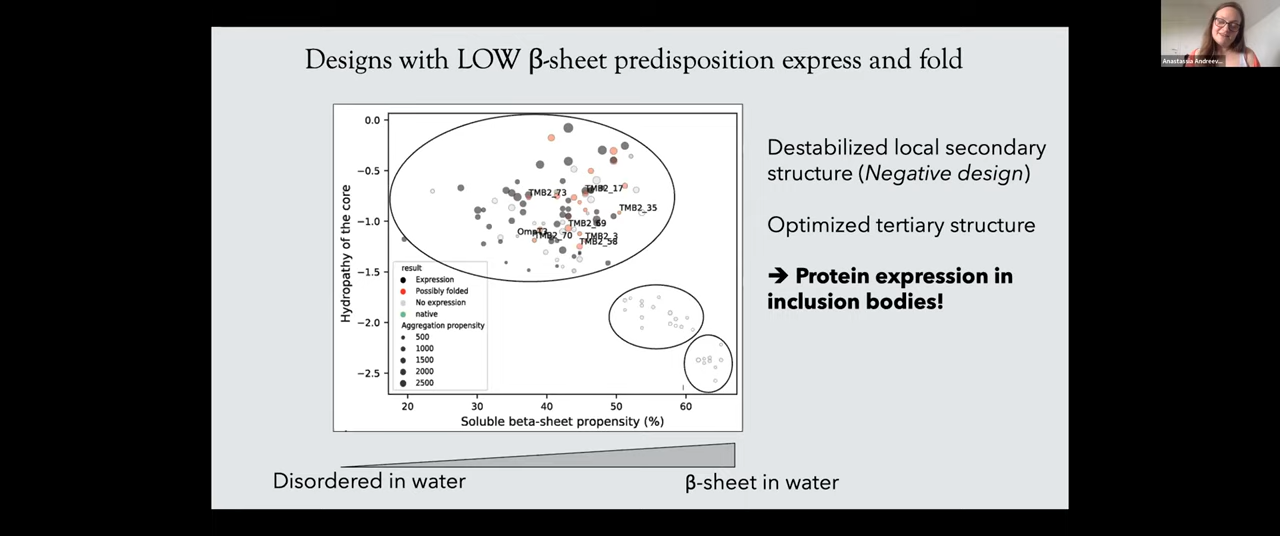 Designs with LOW β-sheet predisposition express and fold
Anastassia Andreev...
Hydropathy of the core
0.0
−0.5
−1.0
−1.5
−2.0
−2.5
TMB2_73
TMB2_17
TMB2_35
TMB2_69
TMB2_70
TMB2_3
TMB2_58
result
Expression
Possibly folded
No expression
native
Aggregation propensity
500
1000
1500
2000
2500
20
30
40
50
60
Soluble beta-sheet propensity (%)
Disordered in water
β-sheet in water
Destabilized local secondary
structure (Negative design)
Optimized tertiary structure
➔ Protein expression in
inclusion bodies!